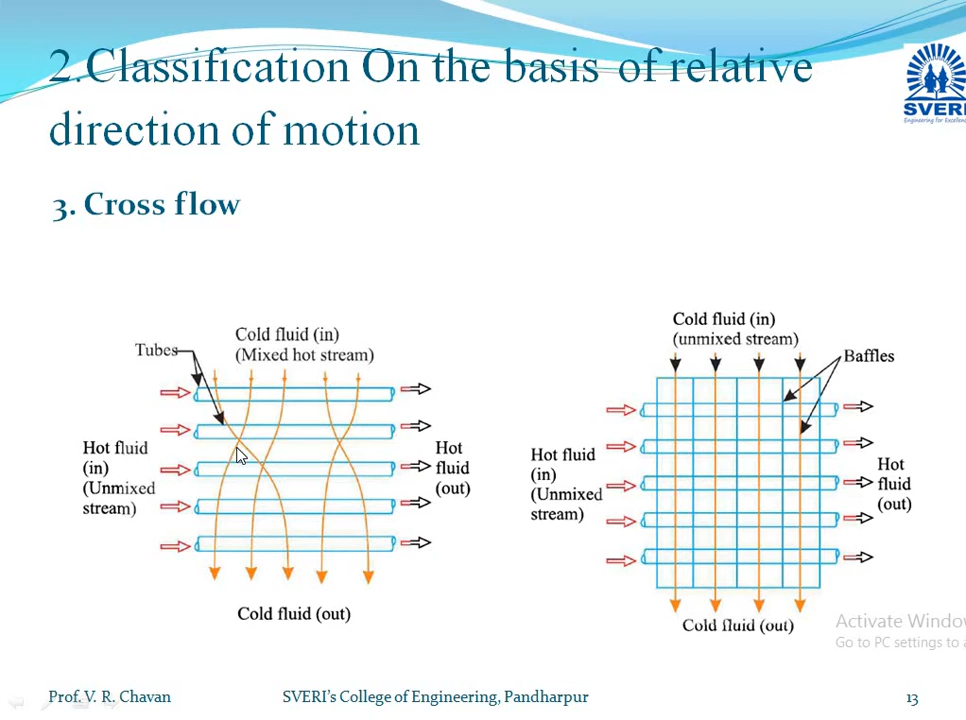 2.Classification On the basis of relative
direction of motion
SVERI
Engineering for Excellenc
3. Cross flow
Cold fluid (in)
(Mixed hot stream)
Tubes
Hot fluid
(in)
(Unmixed
stream)
Hot
fluid
(out)
Cold fluid (out)
Cold fluid (in)
(unmixed stream)
Baffles
Hot fluid
(in)
(Unmixed
stream)
Hot
fluid
(out)
Cold fluid (out)
Activate Window
Go to PC settings to a
Prof. V. R. Chavan
SVERI's College of Engineering, Pandharpur
13